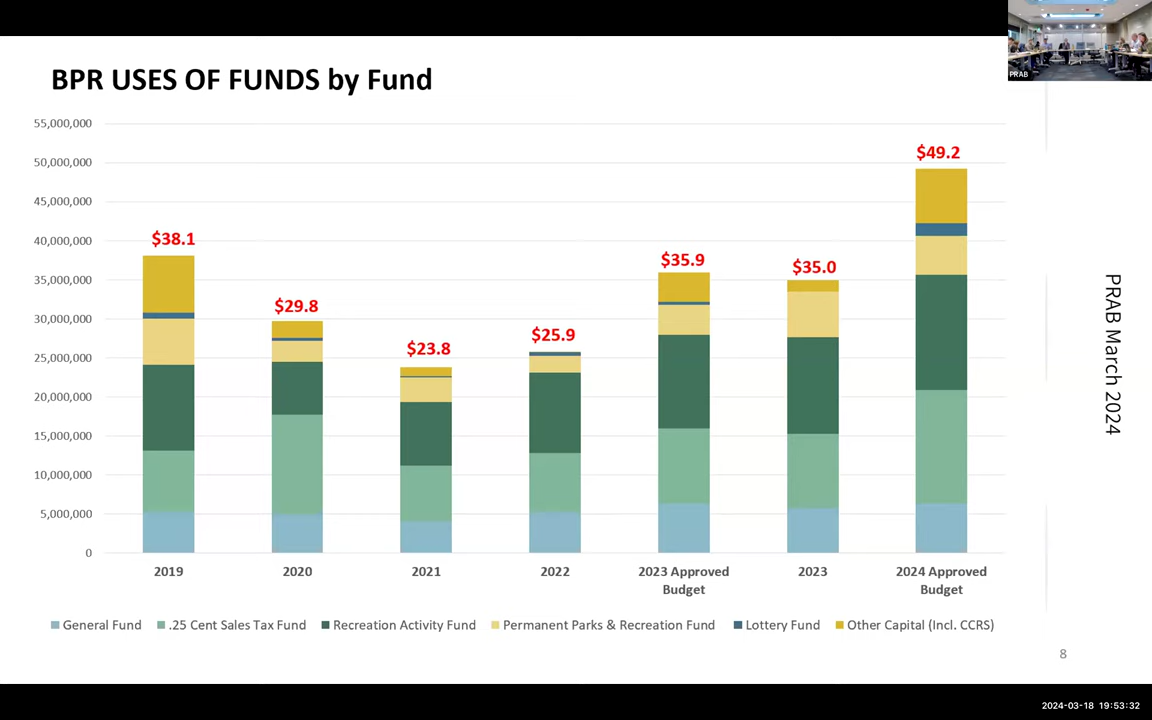 PRAB
BPR USES OF FUNDS by Fund
55,000,000
50,000,000
45,000,000
40,000,000
35,000,000
30,000,000
25,000,000
20,000,000
15,000,000
10,000,000
5,000,000
0
$38.1
$29.8
$23.8
$25.9
$35.9
$35.0
$49.2
2019
2020
2021
2022
2023 Approved
Budget
2023
2024 Approved
Budget
General Fund
.25 Cent Sales Tax Fund
Recreation Activity Fund
Permanent Parks & Recreation Fund
Lottery Fund
Other Capital (Incl. CCRS)
PRAB March 2024
8
2024-03-18 19:53:32